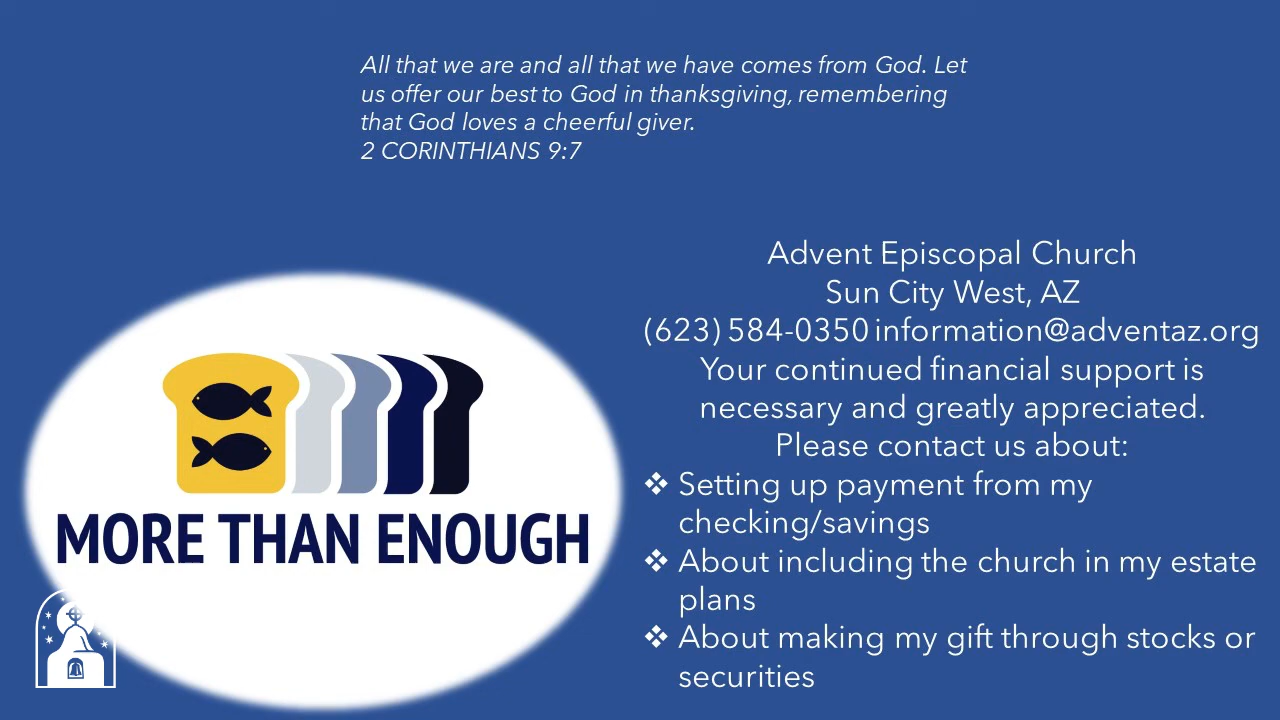 All that we are and all that we have comes from God. Let
us offer our best to God in thanksgiving, remembering
that God loves a cheerful giver.
2 CORINTHIANS 9:7
MORE THAN ENOUGH
Advent Episcopal Church
Sun City West, AZ
(623) 584-0350 information@adventaz.org
Your continued financial support is
necessary and greatly appreciated.
Please contact us about:
❖ Setting up payment from my
checking/savings
❖ About including the church in my estate
plans
❖ About making my gift through stocks or
securities